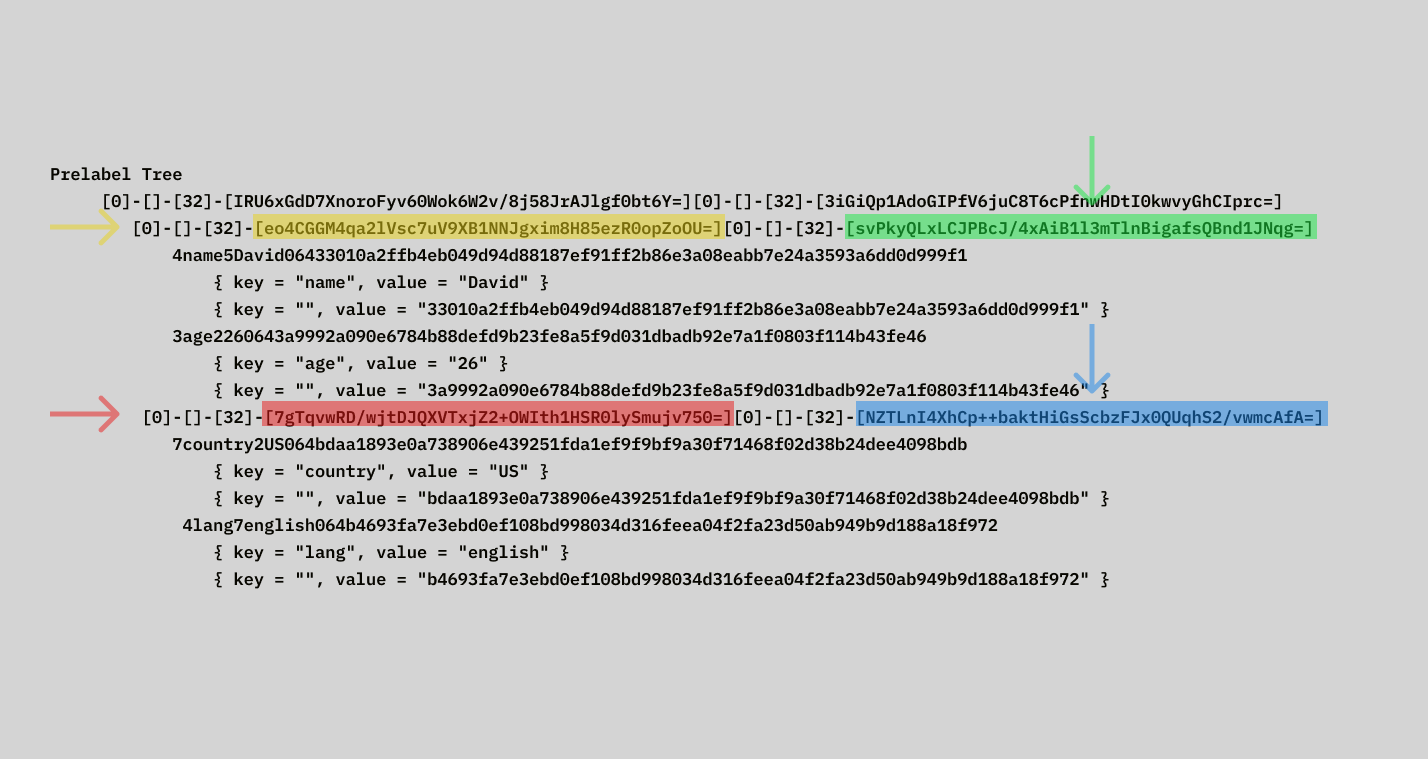 Prelabel Tree
[0]-[]-[32]-[IRU6xGdD7XnoroFyv60Wok6W2v/8j58JrAJlgf0bt6Y=][0]-[]-[32]-[3iGiQp1AdoGIPfV6juC8T6cPfnwHDtI0kwvyGhCIprc=]
[0]-[]-[32]-[eo4CGGM4qa2lVsc7uV9XB1NNJgxim8H85ezR0opZoOU=][0]-[]-[32]-[svPkyQLxLCJPBcJ/4xAiB1l3mTlnBigafsQBnd1JNqg=]
4name5David06433010a2ffb4eb049d94d88187ef91ff2b86e3a08eabb7e24a3593a6dd0d999f1
{ key = "name", value = "David" }
{ key = "", value = "33010a2ffb4eb049d94d88187ef91ff2b86e3a08eabb7e24a3593a6dd0d999f1" }
3age2260643a9992a090e6784b88defd9b23fe8a5f9d031dbadb92e7a1f0803f114b43fe46
{ key = "age", value = "26" }
{ key = "", value = "3a9992a090e6784b88defd9b23fe8a5f9d031dbadb92e7a1f0803f114b43fe46" }
[0]-[]-[32]-[7gTqvwRD/wjtDJQXVTxjZ2+OWIth1HSR0lySmujv750=][0]-[]-[32]-[NZTLnI4XhCp++baktHiGsScbzFJx0QUqhS2/vwmcAfA=]
7country2US064bdaa1893e0a738906e439251fda1ef9f9bf9a30f71468f02d38b24dee4098bdb
{ key = "country", value = "US" }
{ key = "", value = "bdaa1893e0a738906e439251fda1ef9f9bf9a30f71468f02d38b24dee4098bdb" }
4lang7english064b4693fa7e3ebd0ef108bd998034d316feea04f2fa23d50ab949b9d188a18f972
{ key = "lang", value = "english" }
{ key = "", value = "b4693fa7e3ebd0ef108bd998034d316feea04f2fa23d50ab949b9d188a18f972" }